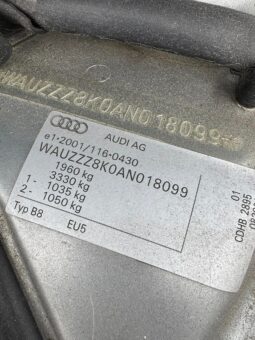 WAUZZZ8K0AN018099
AUDI AG
e1*2001/116*0430
WAUZZZ8K0AN018099
1960 kg
3330 kg
1- 1035 kg
2- 1050 kg
Typ B8 EU5
01
CDHB 2895